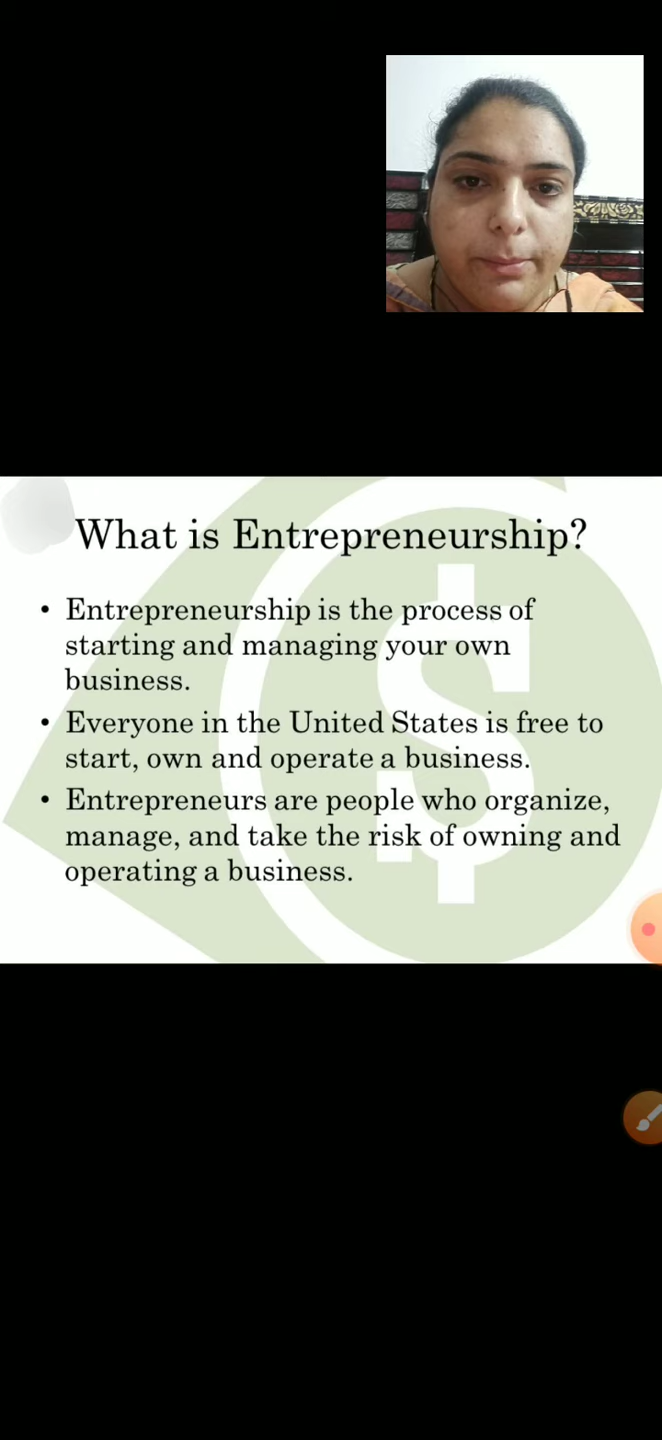 What is Entrepreneurship?
• Entrepreneurship is the process of
starting and managing your own
business.
• Everyone in the United States is free to
start, own and operate a business.
• Entrepreneurs are people who organize,
manage, and take the risk of owning and
operating a business.